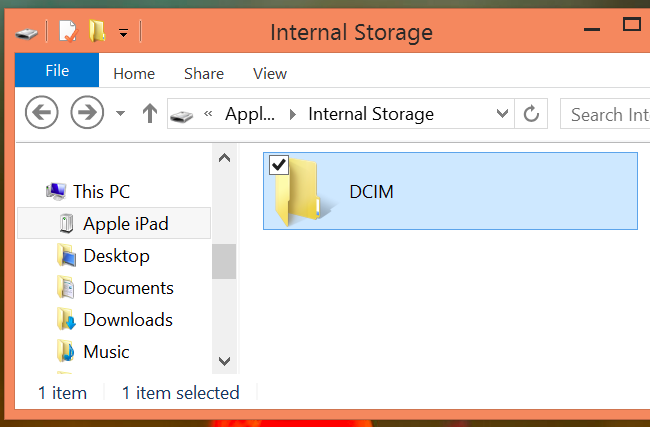 Internal Storage
File Home Share View
« Appl... Internal Storage Search Int
This PC
DCIM
Apple iPad
Desktop
Documents
Downloads
Music
1 item 1 item selected